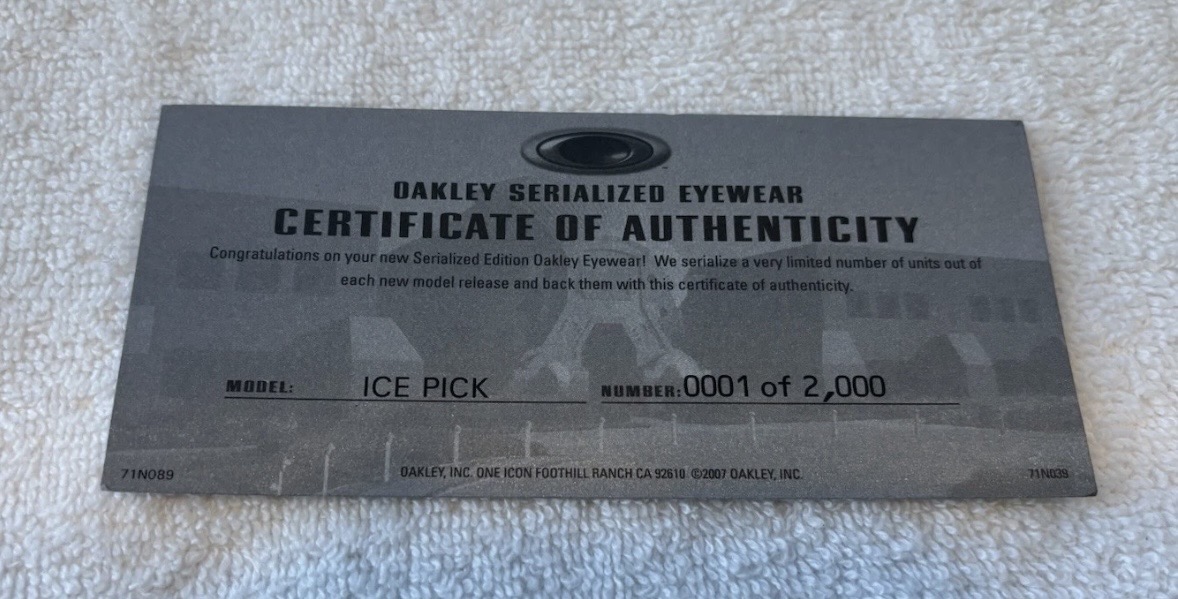 OAKLEY SERIALIZED EYEWEAR
CERTIFICATE OF AUTHENTICITY
Congratulations on your new Serialized Edition Oakley Eyewear! We serialize a very limited number of units out of
each new model release and back them with this certificate of authenticity.
MODEL: ICE PICK NUMBER: 0001 of 2,000
71N089 OAKLEY, INC. ONE ICON FOOTHILL RANCH CA 92610 ©2007 OAKLEY, INC. 71N039